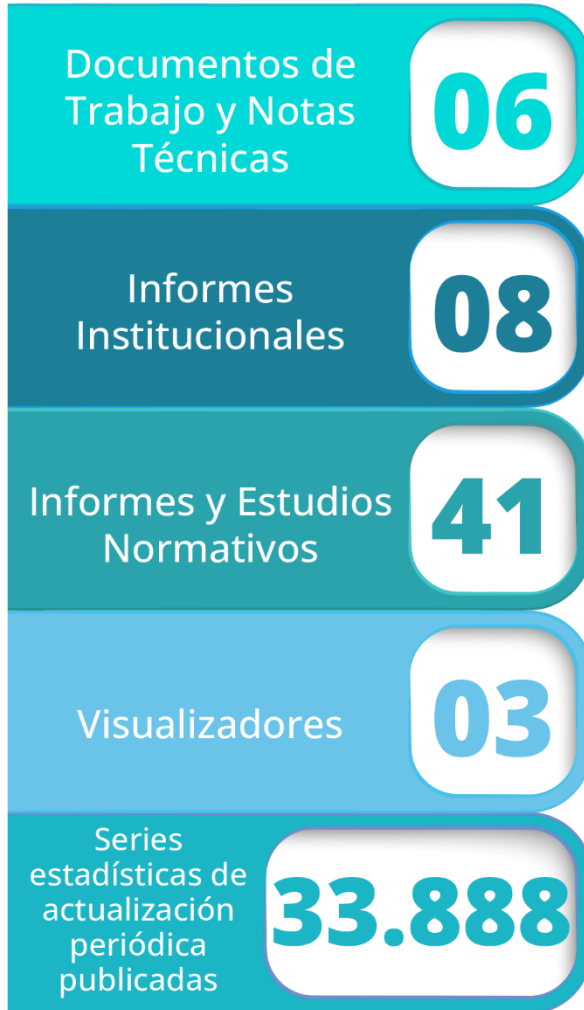 Documentos de
Trabajo y Notas
Técnicas
06
Informes
Institucionales
08
Informes y Estudios
Normativos
41
Visualizadores
03
Series
estadísticas de
actualización
periódica
publicadas
33.888